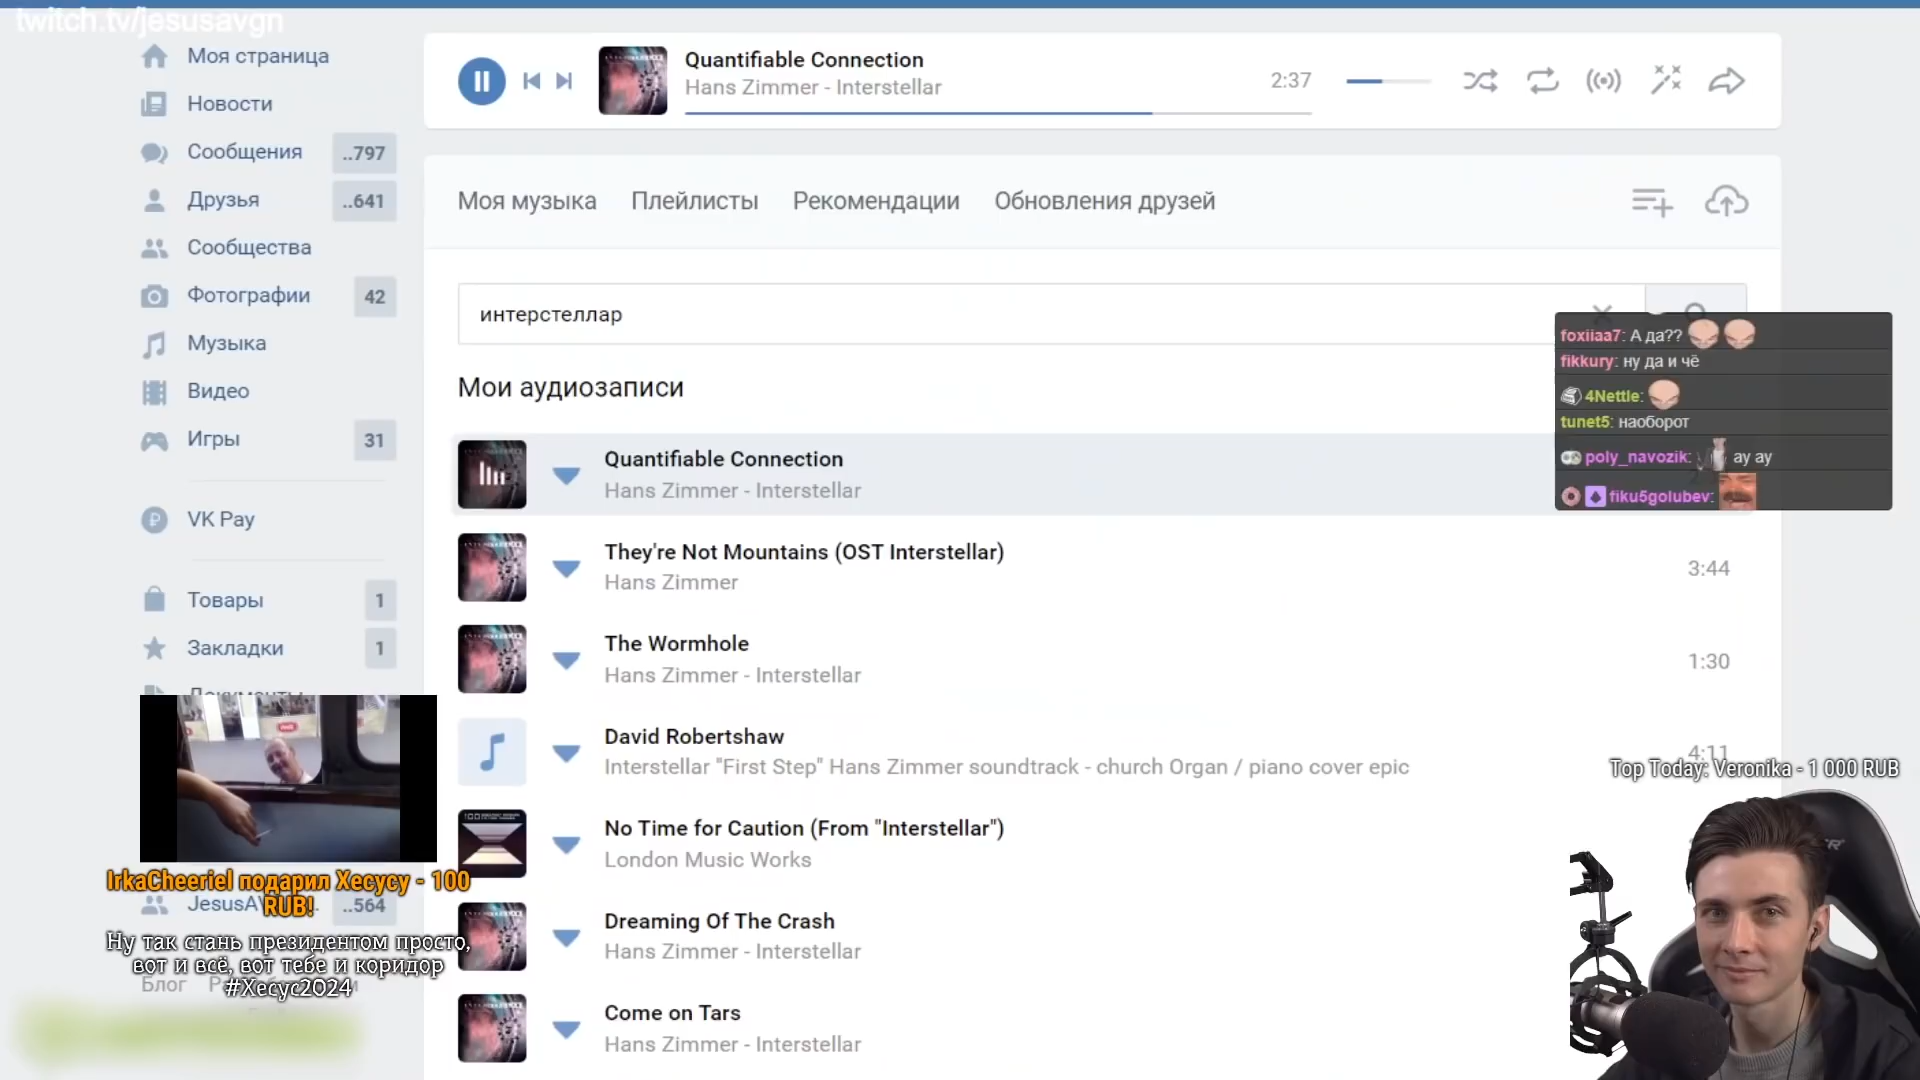 twitch.tv/jesusavgn
Моя страница
Новости
Сообщения ..797
Друзья ..641
Сообщества
Фотографии 42
Музыка
Видео
Игры 31
VK Pay
Товары 1
Закладки 1
Документы
Quantifiable Connection
Hans Zimmer - Interstellar
2:37
Моя музыка Плейлисты Рекомендации Обновления друзей
интерстеллар
Мои аудиозаписи
Quantifiable Connection
Hans Zimmer - Interstellar
They're Not Mountains (OST Interstellar)
Hans Zimmer
3:44
The Wormhole
Hans Zimmer - Interstellar
1:30
David Robertshaw
Interstellar "First Step" Hans Zimmer soundtrack - church Organ / piano cover epic
4:11
No Time for Caution (From "Interstellar")
London Music Works
Dreaming Of The Crash
Hans Zimmer - Interstellar
Come on Tars
Hans Zimmer - Interstellar
foxiiaa7: А да??
fikkury: ну да и чё
4Nettle:
tunet5: наоборот
poly_navozik: ау ау
fiku5golubev:
Top Today: Veronika - 1 000 RUB
IrkaCheeriel подарил Хесусу - 100
RUB!
JesusAV ..564
Ну так стань президентом просто,
вот и всё, вот тебе и коридор
#Хесус2024
Блог